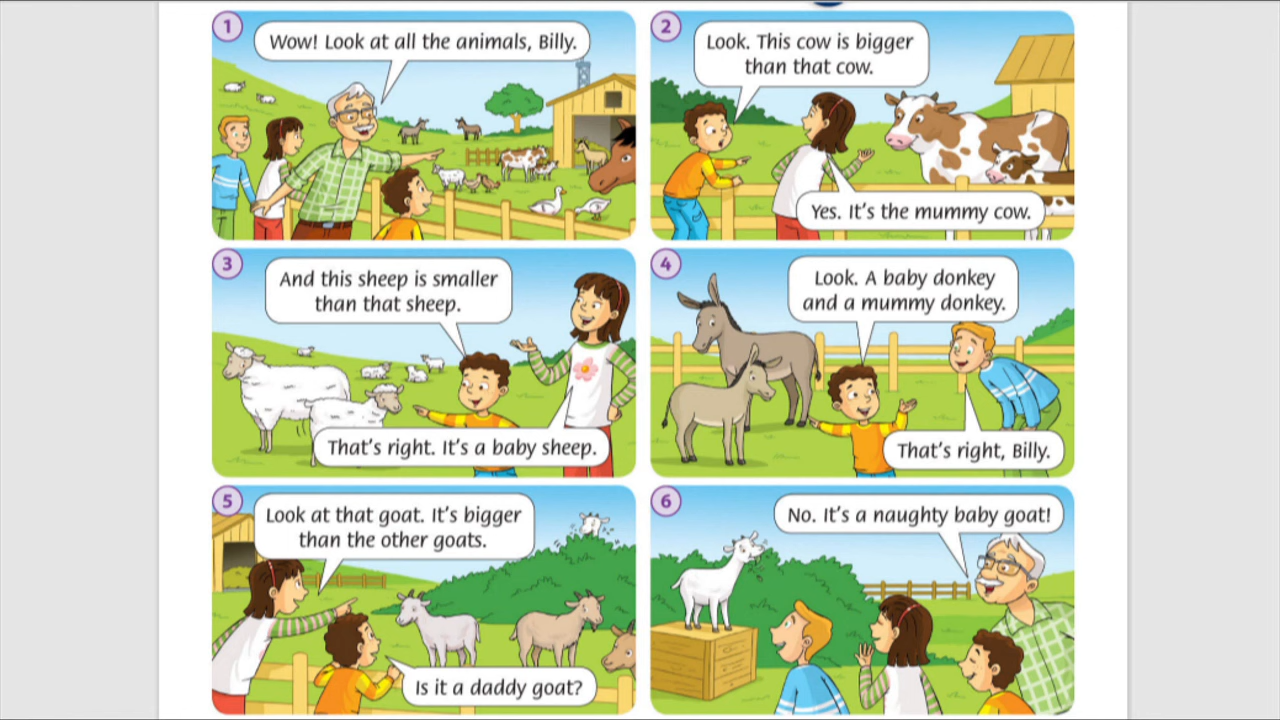 1
Wow! Look at all the animals, Billy.
2
Look. This cow is bigger
than that cow.
Yes. It's the mummy cow.
3
And this sheep is smaller
than that sheep.
That's right. It's a baby sheep.
4
Look. A baby donkey
and a mummy donkey.
That's right, Billy.
5
Look at that goat. It's bigger
than the other goats.
Is it a daddy goat?
6
No. It's a naughty baby goat!